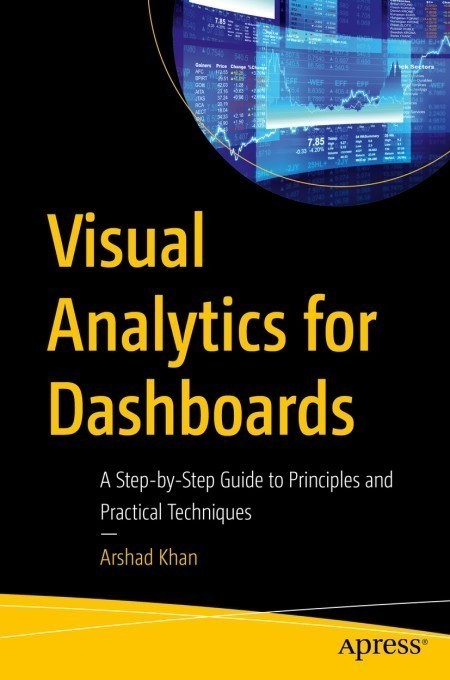 Visual
Analytics for
Dashboards
A Step-by-Step Guide to Principles and
Practical Techniques
Arshad Khan
Apress®